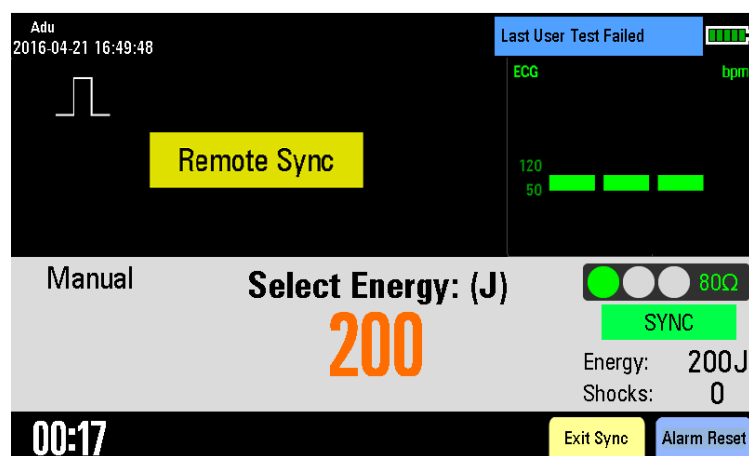 Adu
2016-04-21 16:49:48
Last User Test Failed
ECG bpm
Remote Sync
120
50
Manual
Select Energy: (J)
200
80Ω
SYNC
Energy: 200J
Shocks: 0
00:17
Exit Sync
Alarm Reset